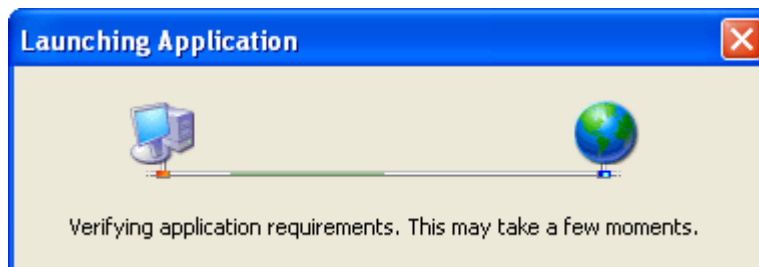 Launching Application
Verifying application requirements. This may take a few moments.